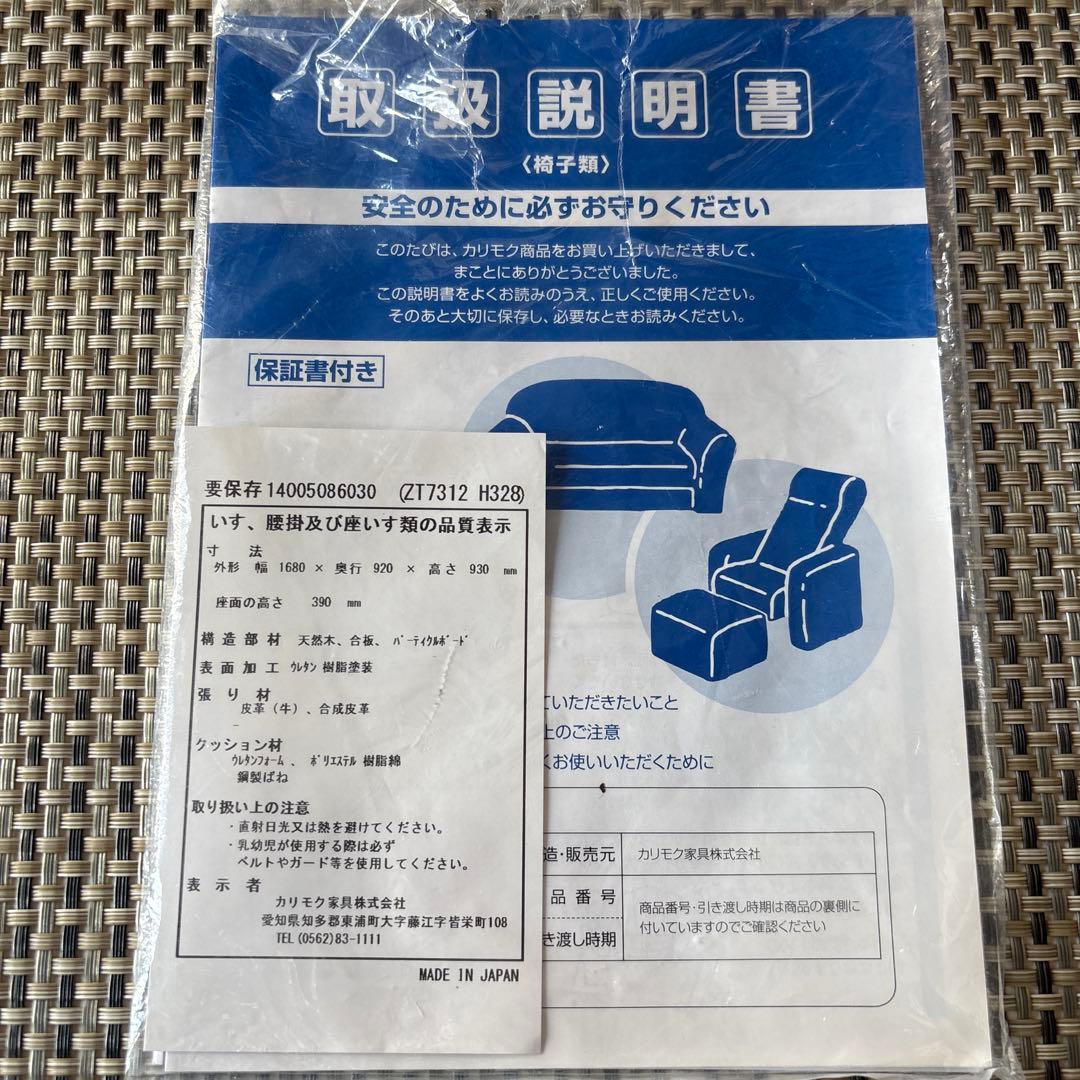 取扱説明書
〈椅子類〉
安全のために必ずお守りください
このたびは、カリモク商品をお買い上げいただきまして、
まことにありがとうございました。
この説明書をよくお読みのうえ、正しくご使用ください。
そのあと大切に保存し、必要なときお読みください。
保証書付き
要保存14005086030 (ZT7312 H328)
いす、腰掛及び座いす類の品質表示
寸 法
外形 幅 1680 × 奥行 920 × 高さ 930 mm
座面の高さ 390 mm
構造部材 天然木、合板、 ﾊﾟｰﾃｨｸﾙﾎﾞｰﾄﾞ
表面加工 ｳﾚﾀﾝ 樹脂塗装
張り材
皮革（牛）、合成皮革
クッション材
ｳﾚﾀﾝﾌｫｰﾑ 、 ﾎﾟﾘｴｽﾃﾙ 樹脂綿
鋼製ばね
取り扱い上の注意
・直射日光又は熱を避けてください。
・乳幼児が使用する際は必ず
ベルトやガード等を使用してください。
表示者
カリモク家具株式会社
愛知県知多郡東浦町大字藤江字皆栄町108
TEL (0562)83-1111
MADE IN JAPAN
ていただきたいこと
上のご注意
くお使いいただくために
造・販売元 カリモク家具株式会社
品番号 商品番号・引き渡し時期は商品の裏側に
付いていますのでご確認ください
き渡し時期